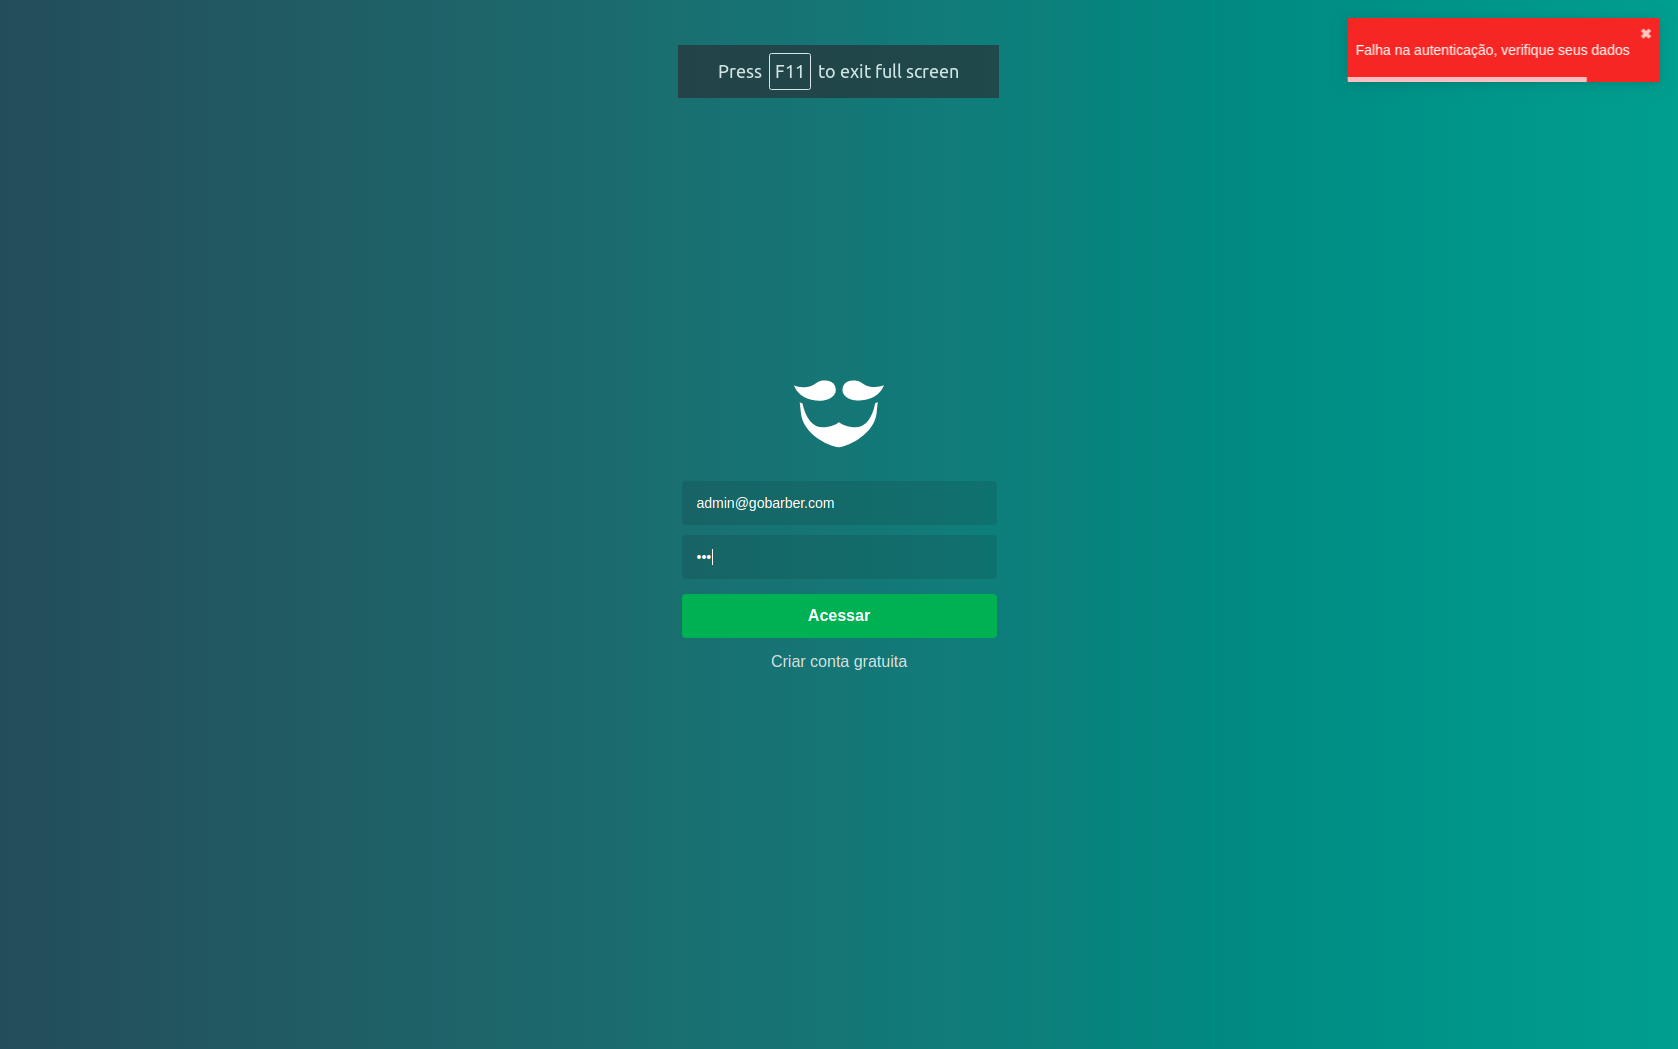 Press F11 to exit full screen
Falha na autenticação, verifique seus dados
admin@gobarber.com
•••
Acessar
Criar conta gratuita